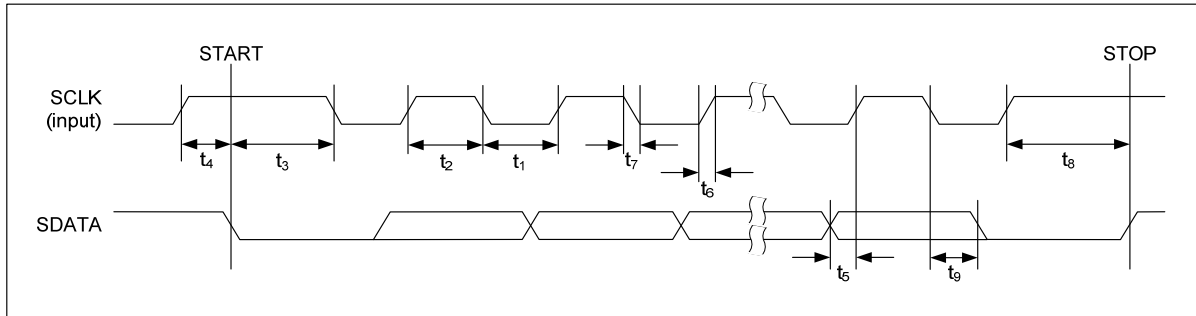 START
STOP
SCLK
(input)
t4
t3
t2
t1
t7
t6
t8
SDATA
t5
t9